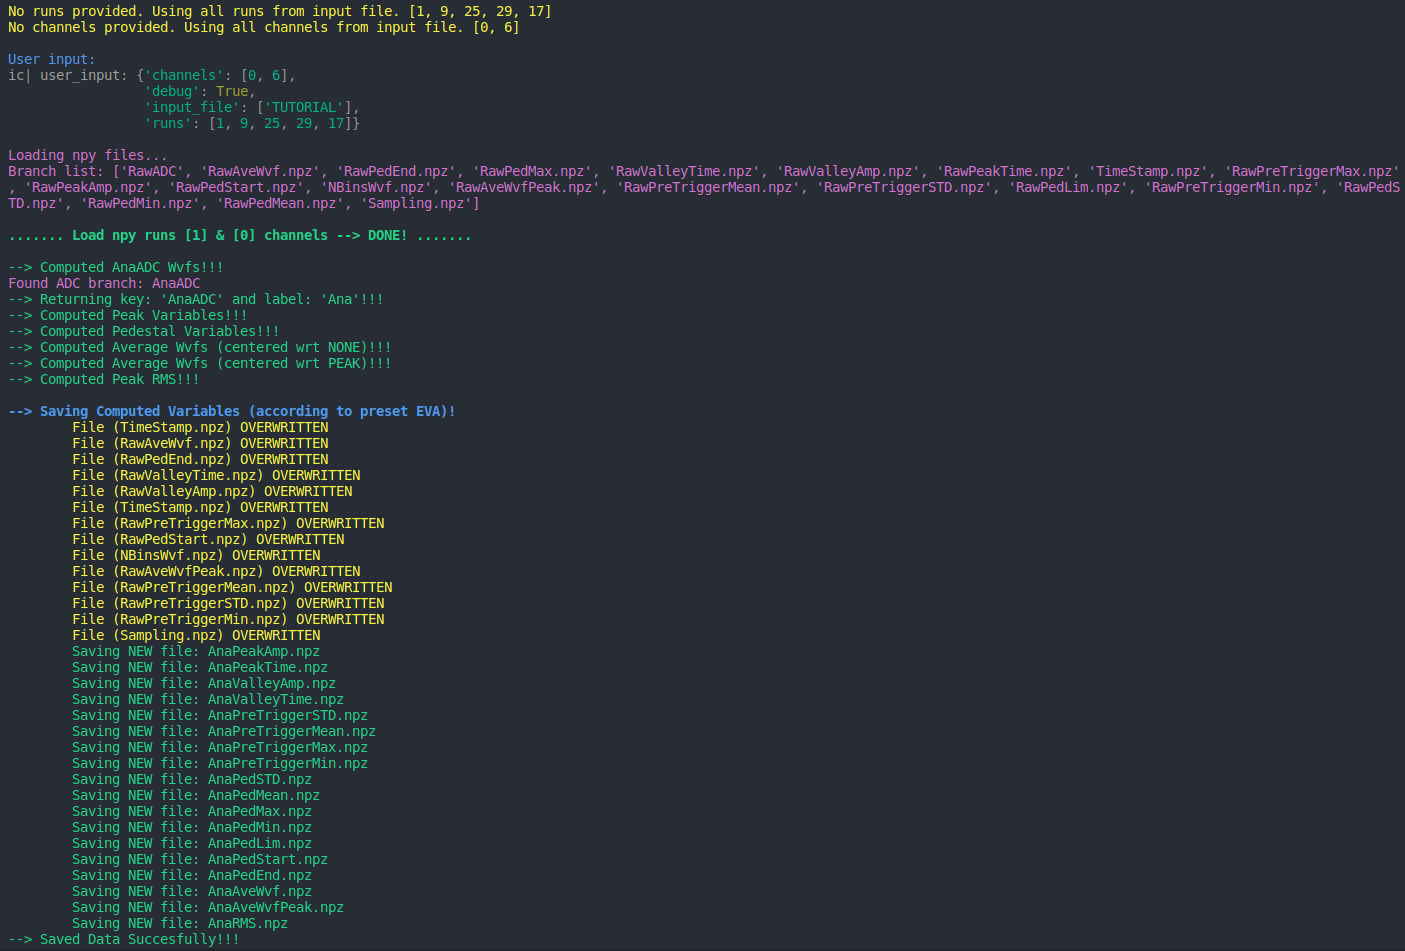 No runs provided. Using all runs from input file. [1, 9, 25, 29, 17]
No channels provided. Using all channels from input file. [0, 6]
User input:
ic| user_input: {'channels': [0, 6],
'debug': True,
'input_file': ['TUTORIAL'],
'runs': [1, 9, 25, 29, 17]}
Loading npy files...
Branch list: ['RawADC', 'RawAveWvf.npz', 'RawPedEnd.npz', 'RawPedMax.npz', 'RawValleyTime.npz', 'RawValleyAmp.npz', 'RawPeakTime.npz', 'TimeStamp.npz', 'RawPreTriggerMax.npz'
, 'RawPeakAmp.npz', 'RawPedStart.npz', 'NBinsWvf.npz', 'RawAveWvfPeak.npz', 'RawPreTriggerMean.npz', 'RawPreTriggerSTD.npz', 'RawPedLim.npz', 'RawPreTriggerMin.npz', 'RawPedS
TD.npz', 'RawPedMin.npz', 'RawPedMean.npz', 'Sampling.npz']
....... Load npy runs [1] & [0] channels --> DONE! .......
--> Computed AnaADC Wvfs!!!
Found ADC branch: AnaADC
--> Returning key: 'AnaADC' and label: 'Ana'!!!
--> Computed Peak Variables!!!
--> Computed Pedestal Variables!!!
--> Computed Average Wvfs (centered wrt NONE)!!!
--> Computed Average Wvfs (centered wrt PEAK)!!!
--> Computed Peak RMS!!!
--> Saving Computed Variables (according to preset EVA)!
File (TimeStamp.npz) OVERWRITTEN
File (RawAveWvf.npz) OVERWRITTEN
File (RawPedEnd.npz) OVERWRITTEN
File (RawValleyTime.npz) OVERWRITTEN
File (RawValleyAmp.npz) OVERWRITTEN
File (TimeStamp.npz) OVERWRITTEN
File (RawPreTriggerMax.npz) OVERWRITTEN
File (RawPedStart.npz) OVERWRITTEN
File (NBinsWvf.npz) OVERWRITTEN
File (RawAveWvfPeak.npz) OVERWRITTEN
File (RawPreTriggerMean.npz) OVERWRITTEN
File (RawPreTriggerSTD.npz) OVERWRITTEN
File (RawPreTriggerMin.npz) OVERWRITTEN
File (Sampling.npz) OVERWRITTEN
Saving NEW file: AnaPeakAmp.npz
Saving NEW file: AnaPeakTime.npz
Saving NEW file: AnaValleyAmp.npz
Saving NEW file: AnaValleyTime.npz
Saving NEW file: AnaPreTriggerSTD.npz
Saving NEW file: AnaPreTriggerMean.npz
Saving NEW file: AnaPreTriggerMax.npz
Saving NEW file: AnaPreTriggerMin.npz
Saving NEW file: AnaPedSTD.npz
Saving NEW file: AnaPedMean.npz
Saving NEW file: AnaPedMax.npz
Saving NEW file: AnaPedMin.npz
Saving NEW file: AnaPedLim.npz
Saving NEW file: AnaPedStart.npz
Saving NEW file: AnaPedEnd.npz
Saving NEW file: AnaAveWvf.npz
Saving NEW file: AnaAveWvfPeak.npz
Saving NEW file: AnaRMS.npz
--> Saved Data Succesfully!!!